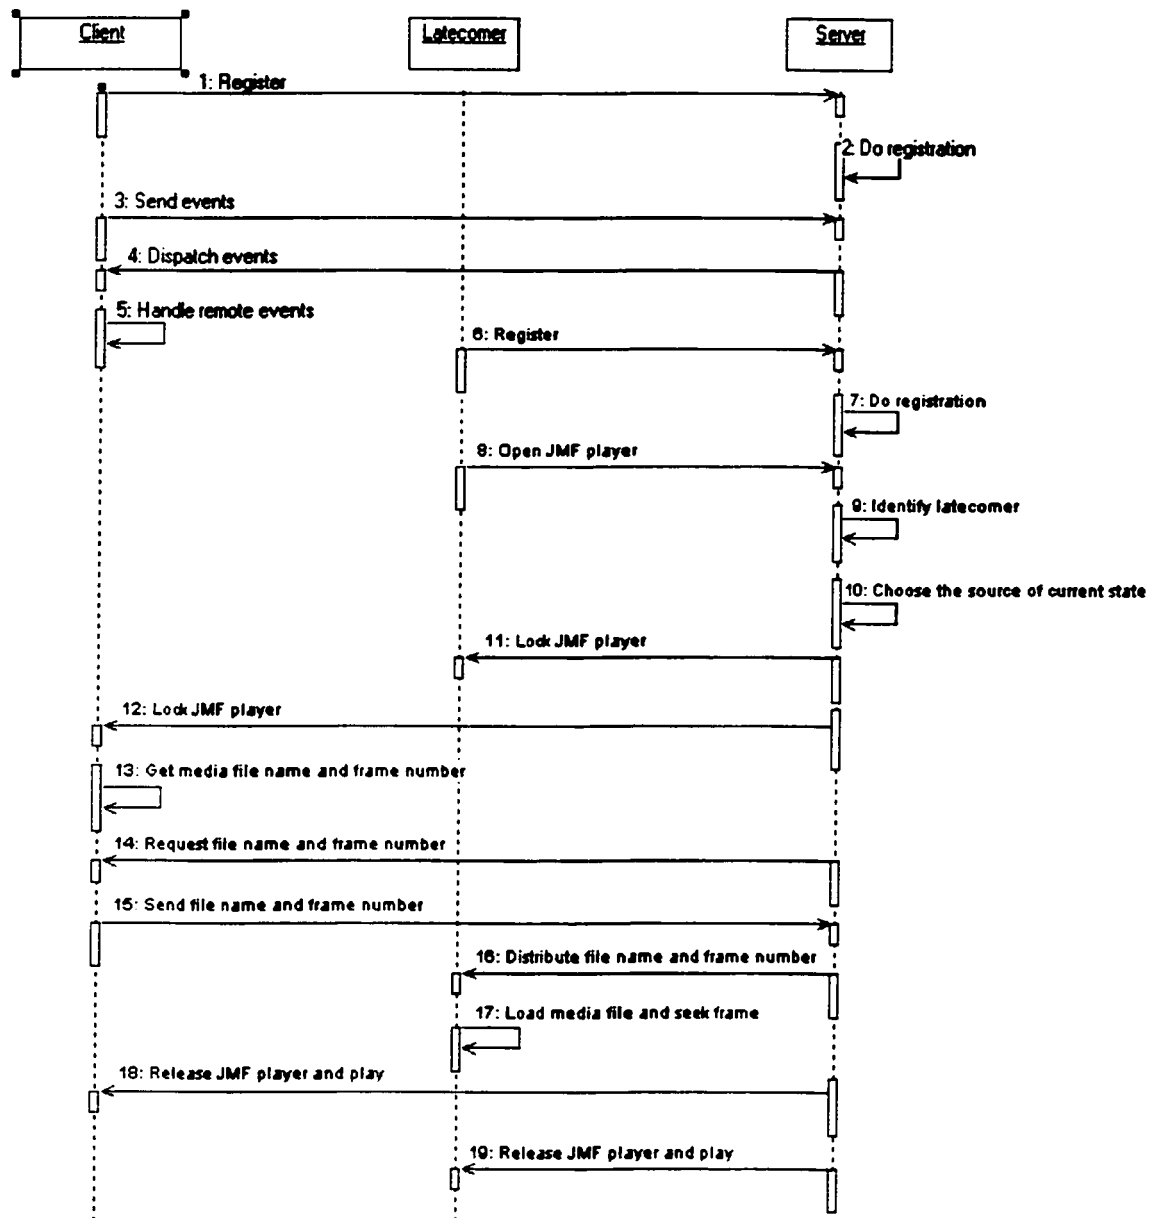 Client
Latecomer
Server
1: Register
2: Do registration
3: Send events
4: Dispatch events
5: Handle remote events
6: Register
7: Do registration
8: Open JMF player
9: Identify latecomer
10: Choose the source of current state
11: Lock JMF player
12: Lock JMF player
13: Get media file name and frame number
14: Request file name and frame number
15: Send file name and frame number
16: Distribute file name and frame number
17: Load media file and seek frame
18: Release JMF player and play
19: Release JMF player and play